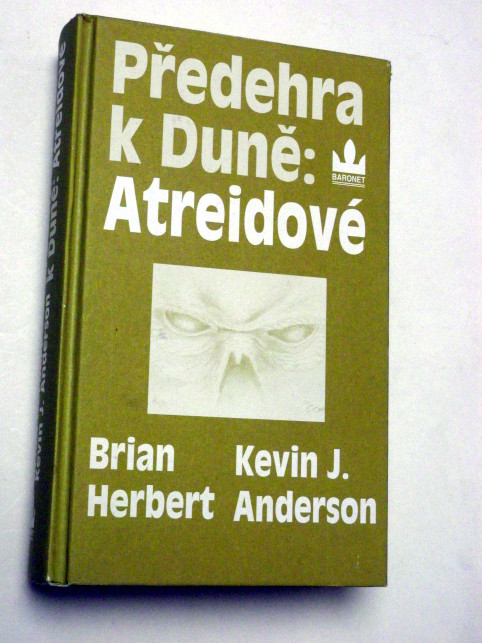 Předehra
k Duně:
BARONET
Atreidové
Brian
Herbert
Kevin J.
Anderson
Kevin J. Anderson k Duně: Atreidové